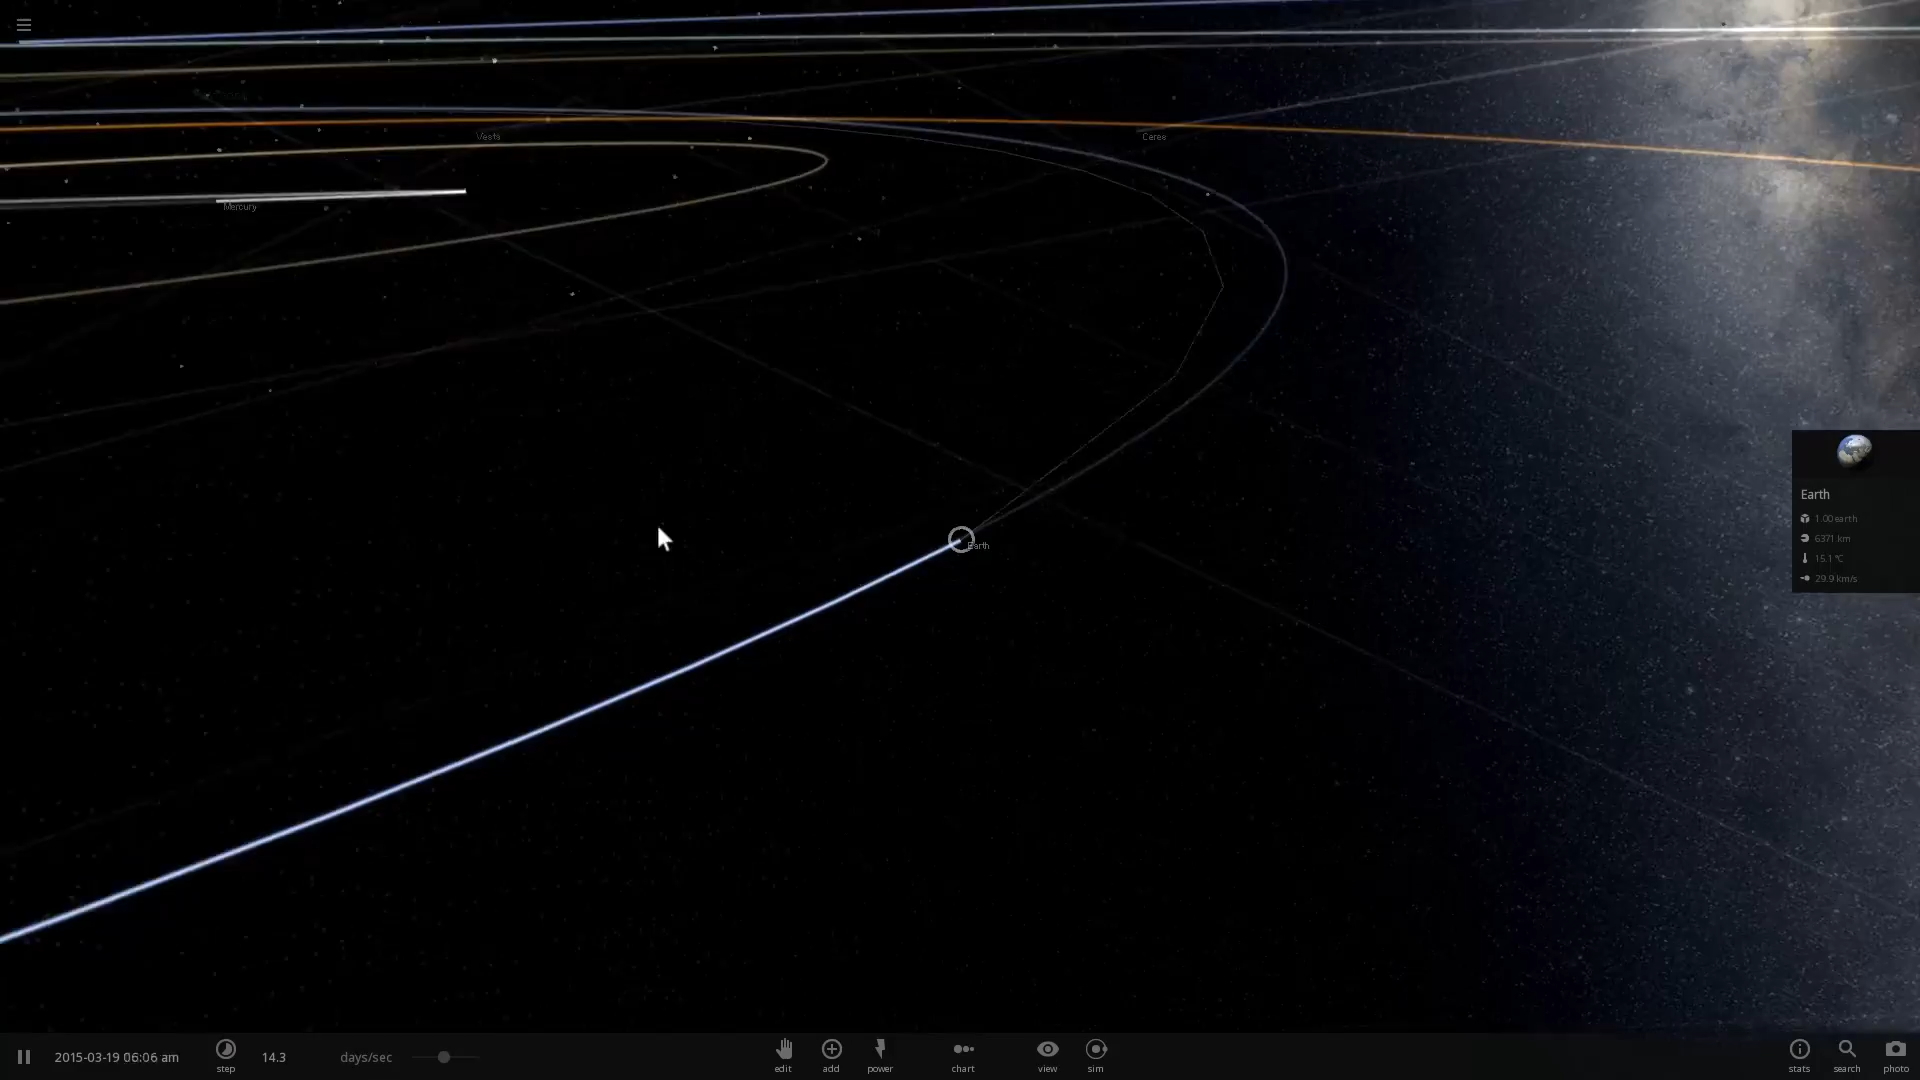 Vesta
Ceres
Mercury
Earth
Earth
1.00 earth
6371 km
15.1 °C
29.9 km/s
2015-03-19 06:06 am
step
14.3
days/sec
edit
add
power
chart
view
sim
stats
search
photo